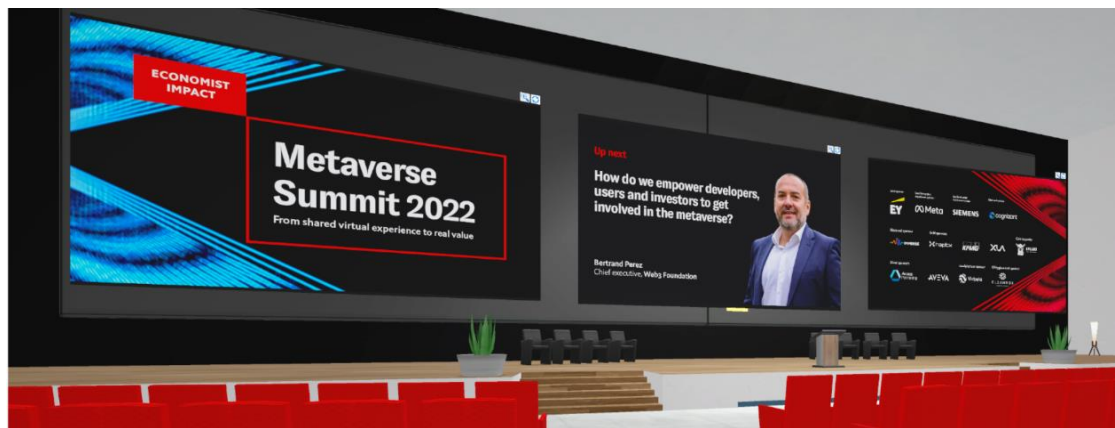 ECONOMIST
IMPACT
Metaverse
Summit 2022
From shared virtual experience to real value
Up next
How do we empower developers,
users and investors to get
involved in the metaverse?
Bertrand Perez
Chief executive, Web3 Foundation
EY
Meta
SIEMENS
cognizant
AVEVA